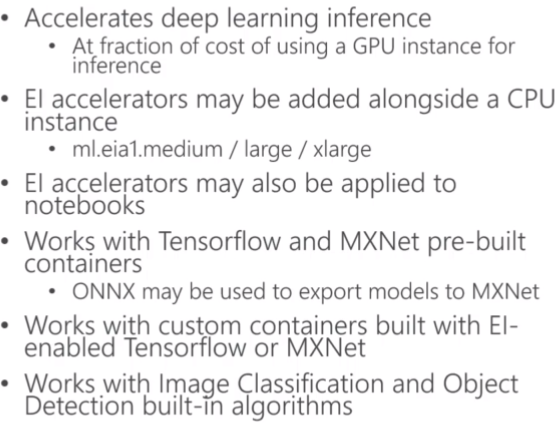 • Accelerates deep learning inference
• At fraction of cost of using a GPU instance for
inference
• EI accelerators may be added alongside a CPU
instance
• ml.eia1.medium / large / xlarge
• EI accelerators may also be applied to
notebooks
• Works with Tensorflow and MXNet pre-built
containers
• ONNX may be used to export models to MXNet
• Works with custom containers built with EI-
enabled Tensorflow or MXNet
• Works with Image Classification and Object
Detection built-in algorithms